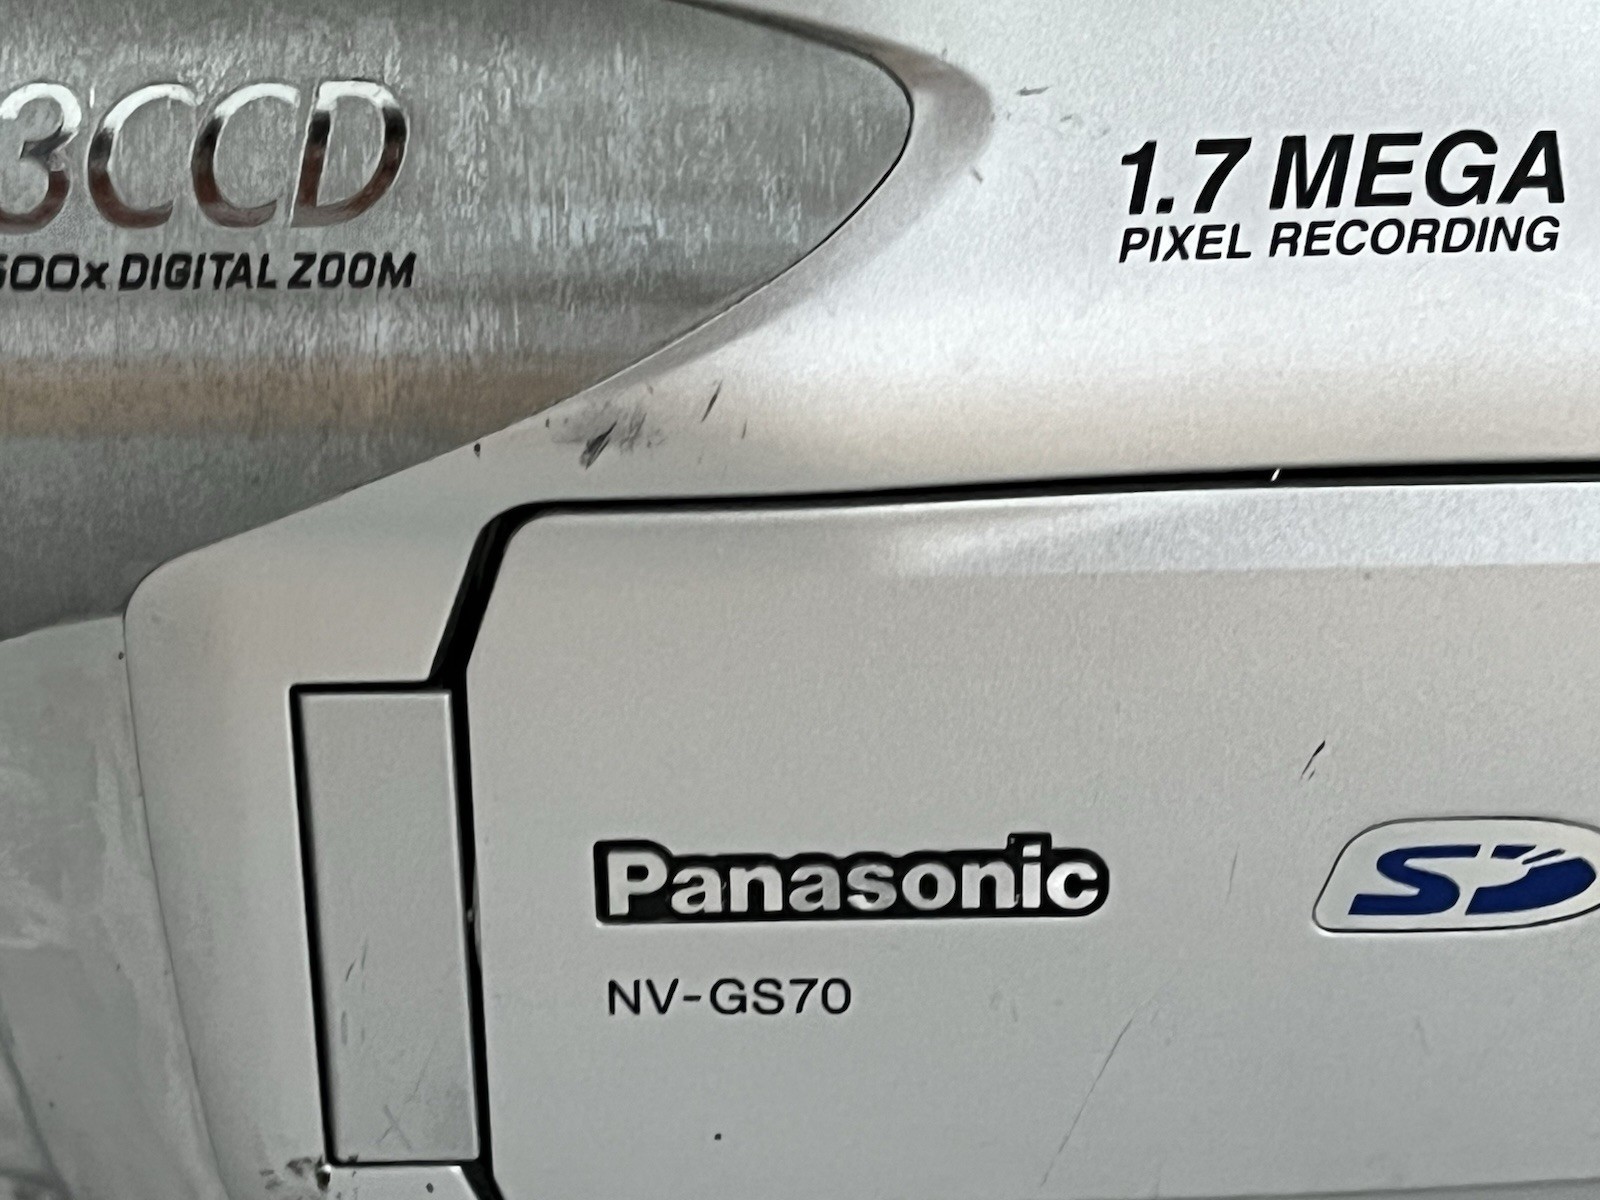 3CCD
500x DIGITAL ZOOM
1.7 MEGA
PIXEL RECORDING
Panasonic
SD
NV-GS70